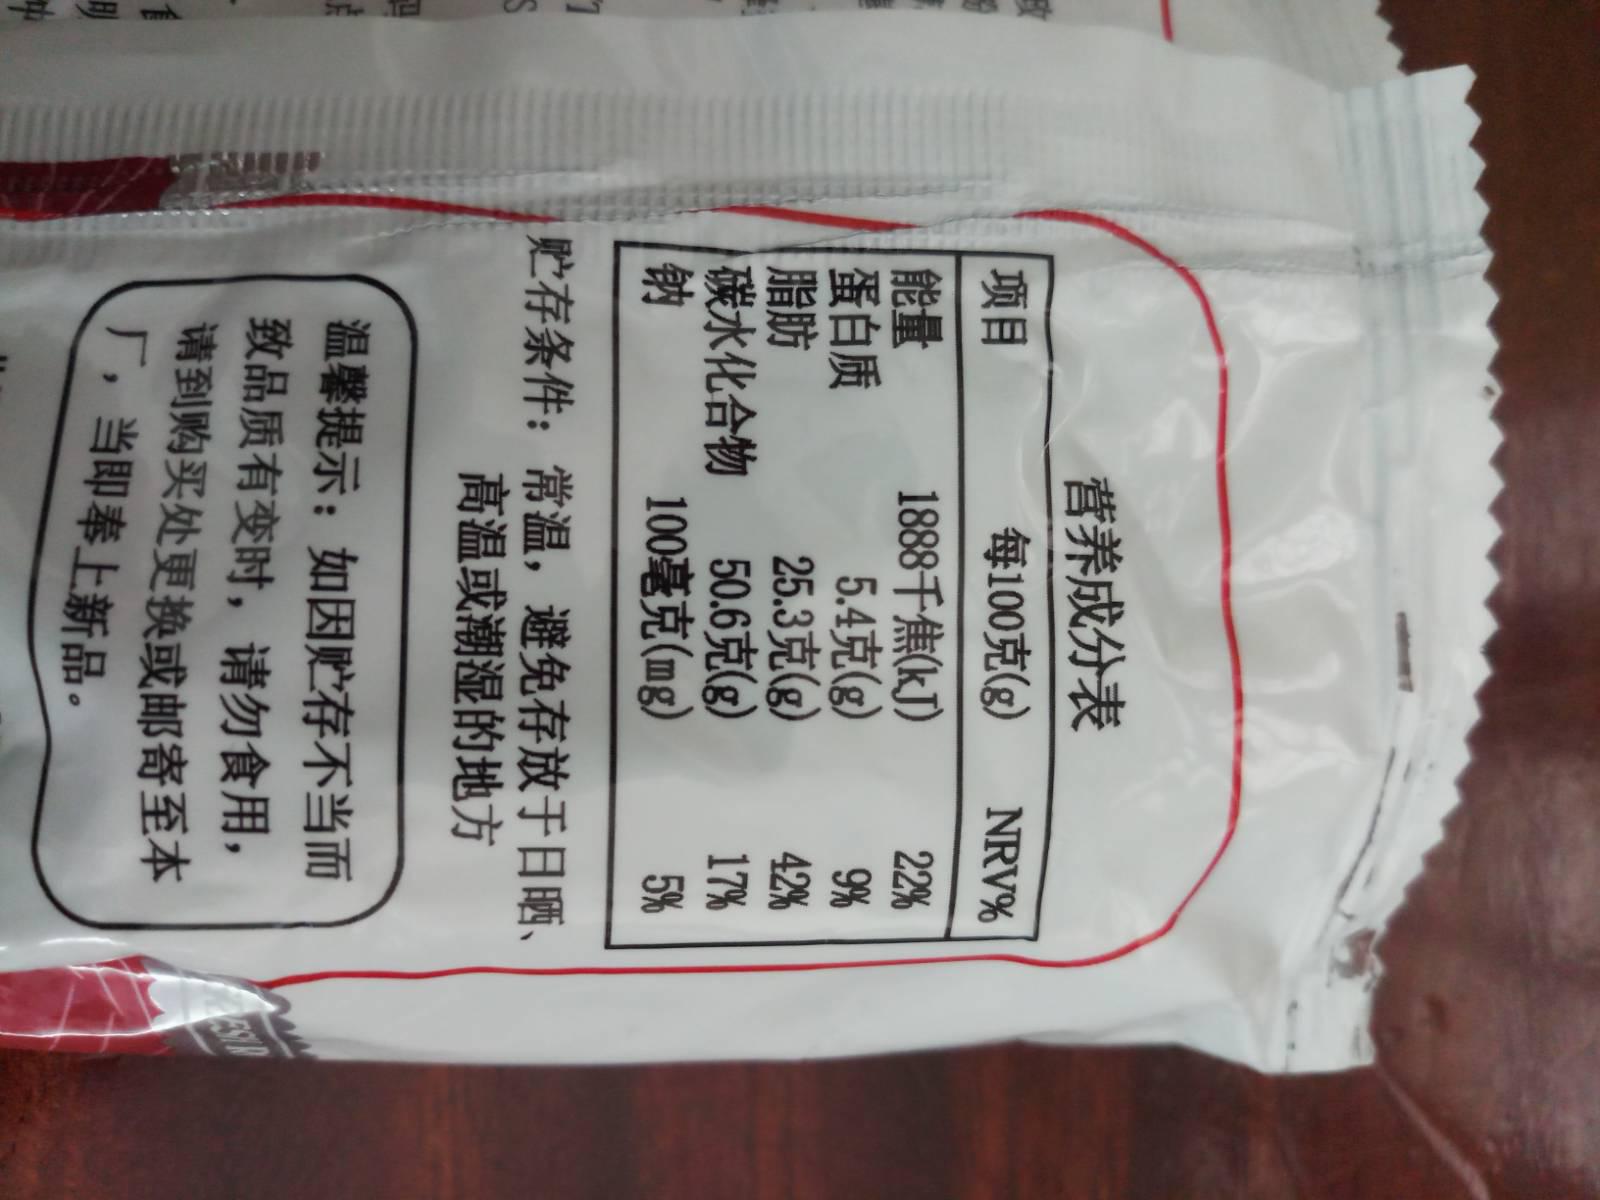 营养成分表
项目 每100克(g) NRV%
能量 1888千焦(kJ) 22%
蛋白质 5.4克(g) 9%
脂肪 25.3克(g) 42%
碳水化合物 50.6克(g) 17%
钠 100毫克(mg) 5%
贮存条件：常温，避免存放于日晒、
高温或潮湿的地方
温馨提示：如因贮存不当而
致品质有变时，请勿食用，
请到购买处更换或邮寄至本
厂，当即奉上新品。